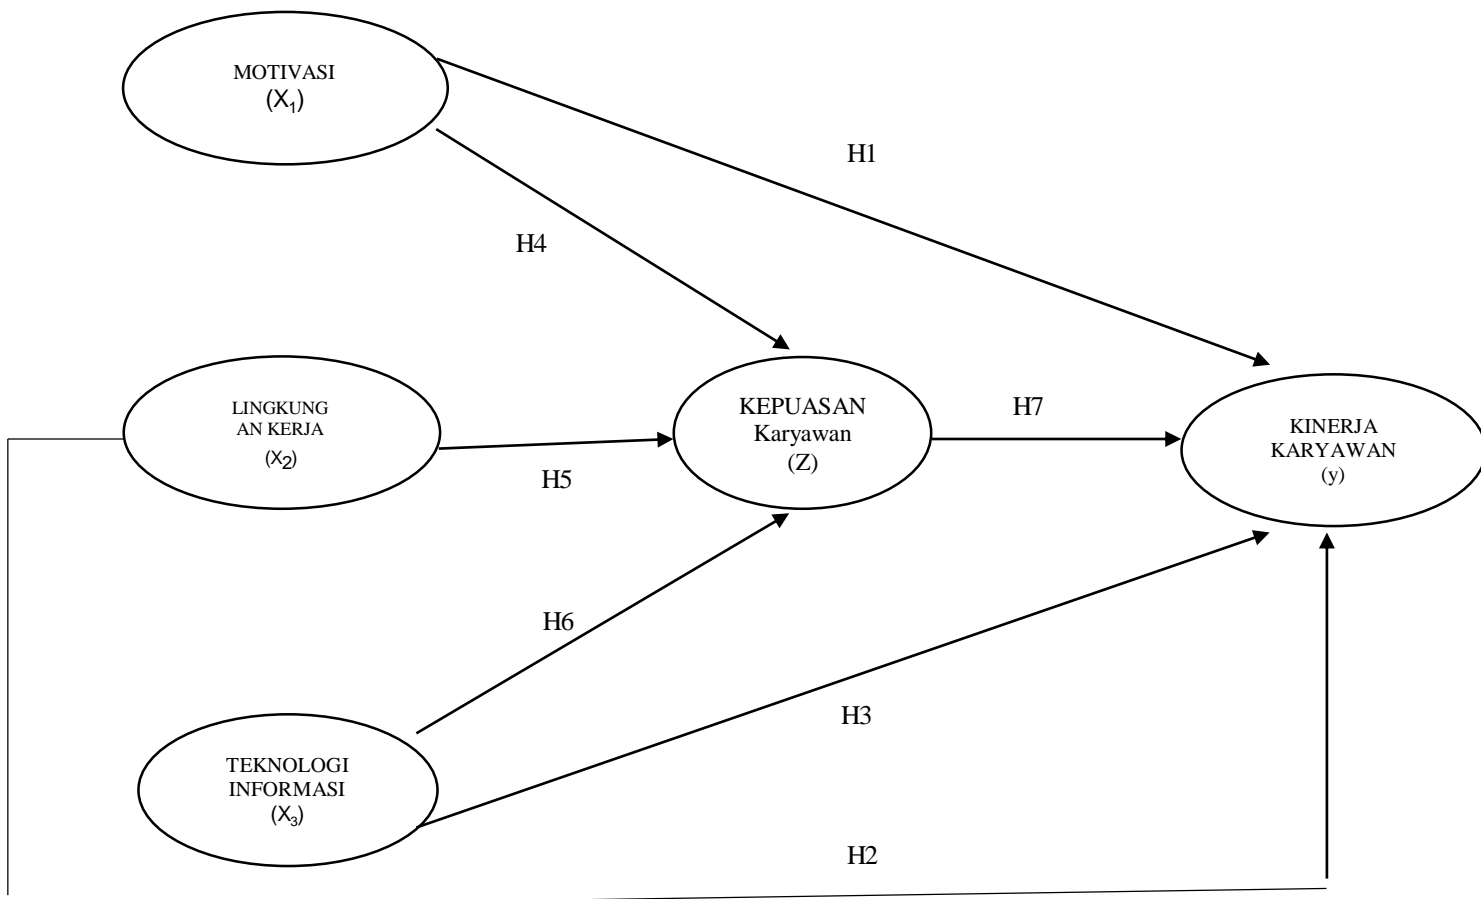 MOTIVASI
(X₁)
H1
H4
LINGKUNG
AN KERJA
(X₂)
H5
KEPUASAN
Karyawan
(Z)
H7
KINERJA
KARYAWAN
(y)
H6
TEKNOLOGI
INFORMASI
(X₃)
H3
H2